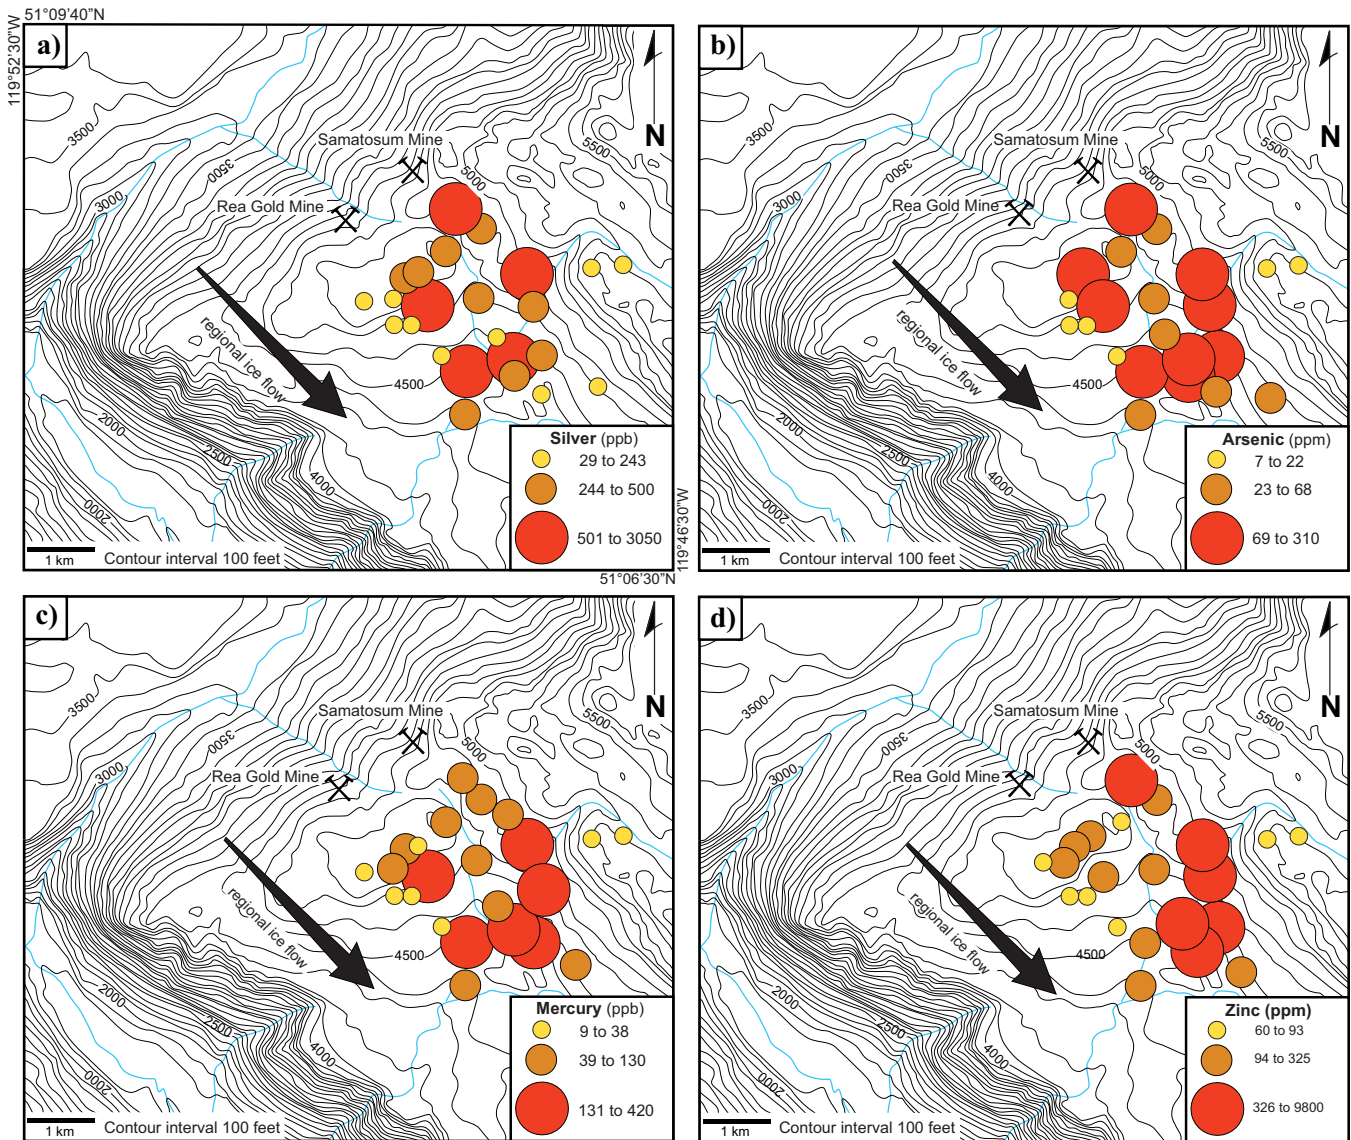 51°09'40"N
119°52'30"W
a)
N
Samatosum Mine
Rea Gold Mine
3500
3500
3000
5000
5500
regional ice flow
4500
2000
2500
4000
2000
Silver (ppb)
29 to 243
244 to 500
501 to 3050
1 km
Contour interval 100 feet
119°46'30"W
51°06'30"N
b)
N
Samatosum Mine
Rea Gold Mine
3500
3500
3000
5000
5500
regional ice flow
4500
2000
2500
4000
2000
Arsenic (ppm)
7 to 22
23 to 68
69 to 310
1 km
Contour interval 100 feet
c)
N
Samatosum Mine
Rea Gold Mine
3500
3500
3000
5000
5500
regional ice flow
4500
2000
2500
4000
2000
Mercury (ppb)
9 to 38
39 to 130
131 to 420
1 km
Contour interval 100 feet
d)
N
Samatosum Mine
Rea Gold Mine
3500
3500
3000
5000
5500
regional ice flow
4500
2000
2500
4000
2000
Zinc (ppm)
60 to 93
94 to 325
326 to 9800
1 km
Contour interval 100 feet